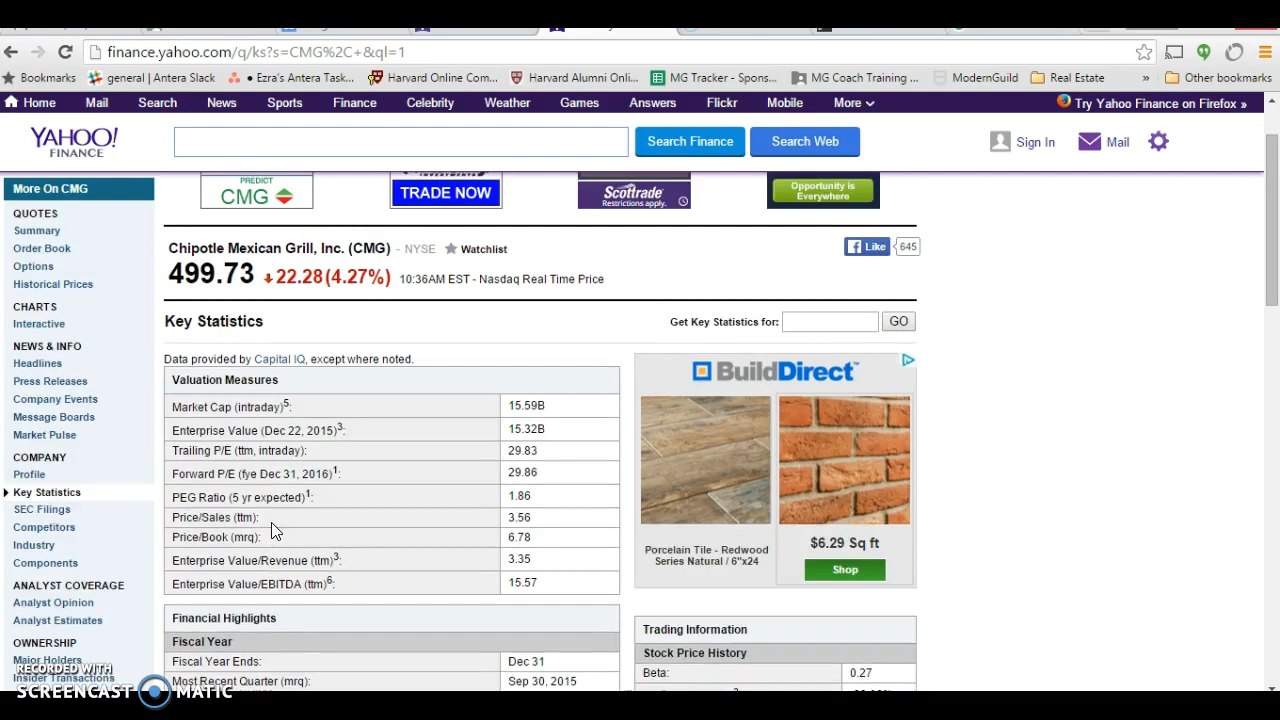 finance.yahoo.com/q/ks?s=CMG%2C+&ql=1
Bookmarks general | Antera Slack • Ezra's Antera Task... Harvard Online Com... Harvard Alumni Onli... MG Tracker - Spons... MG Coach Training ... ModernGuild Real Estate » Other bookmarks
Home Mail Search News Sports Finance Celebrity Weather Games Answers Flickr Mobile More Try Yahoo Finance on Firefox »
YAHOO!
FINANCE
Search Finance Search Web Sign In Mail
More On CMG
QUOTES
Summary
Order Book
Options
Historical Prices
CHARTS
Interactive
NEWS & INFO
Headlines
Press Releases
Company Events
Message Boards
Market Pulse
COMPANY
Profile
Key Statistics
SEC Filings
Competitors
Industry
Components
ANALYST COVERAGE
Analyst Opinion
Analyst Estimates
OWNERSHIP
Major Holders
Insider Transactions
PREDICT
CMG
TRADE NOW
Scottrade
Restrictions apply.
Opportunity is
Everywhere
Chipotle Mexican Grill, Inc. (CMG) - NYSE Watchlist
Like 645
499.73 22.28(4.27%) 10:36AM EST - Nasdaq Real Time Price
Key Statistics
Get Key Statistics for: GO
Data provided by Capital IQ, except where noted.
Valuation Measures
Market Cap (intraday)5: 15.59B
Enterprise Value (Dec 22, 2015)3: 15.32B
Trailing P/E (ttm, intraday): 29.83
Forward P/E (fye Dec 31, 2016)1: 29.86
PEG Ratio (5 yr expected)1: 1.86
Price/Sales (ttm): 3.56
Price/Book (mrq): 6.78
Enterprise Value/Revenue (ttm)3: 3.35
Enterprise Value/EBITDA (ttm)6: 15.57
Financial Highlights
Fiscal Year
Fiscal Year Ends: Dec 31
Most Recent Quarter (mrq): Sep 30, 2015
BuildDirect
Porcelain Tile - Redwood
Series Natural / 6"x24
$6.29 Sq ft
Shop
Trading Information
Stock Price History
Beta: 0.27
RECORDED WITH
SCREENCAST MATIC